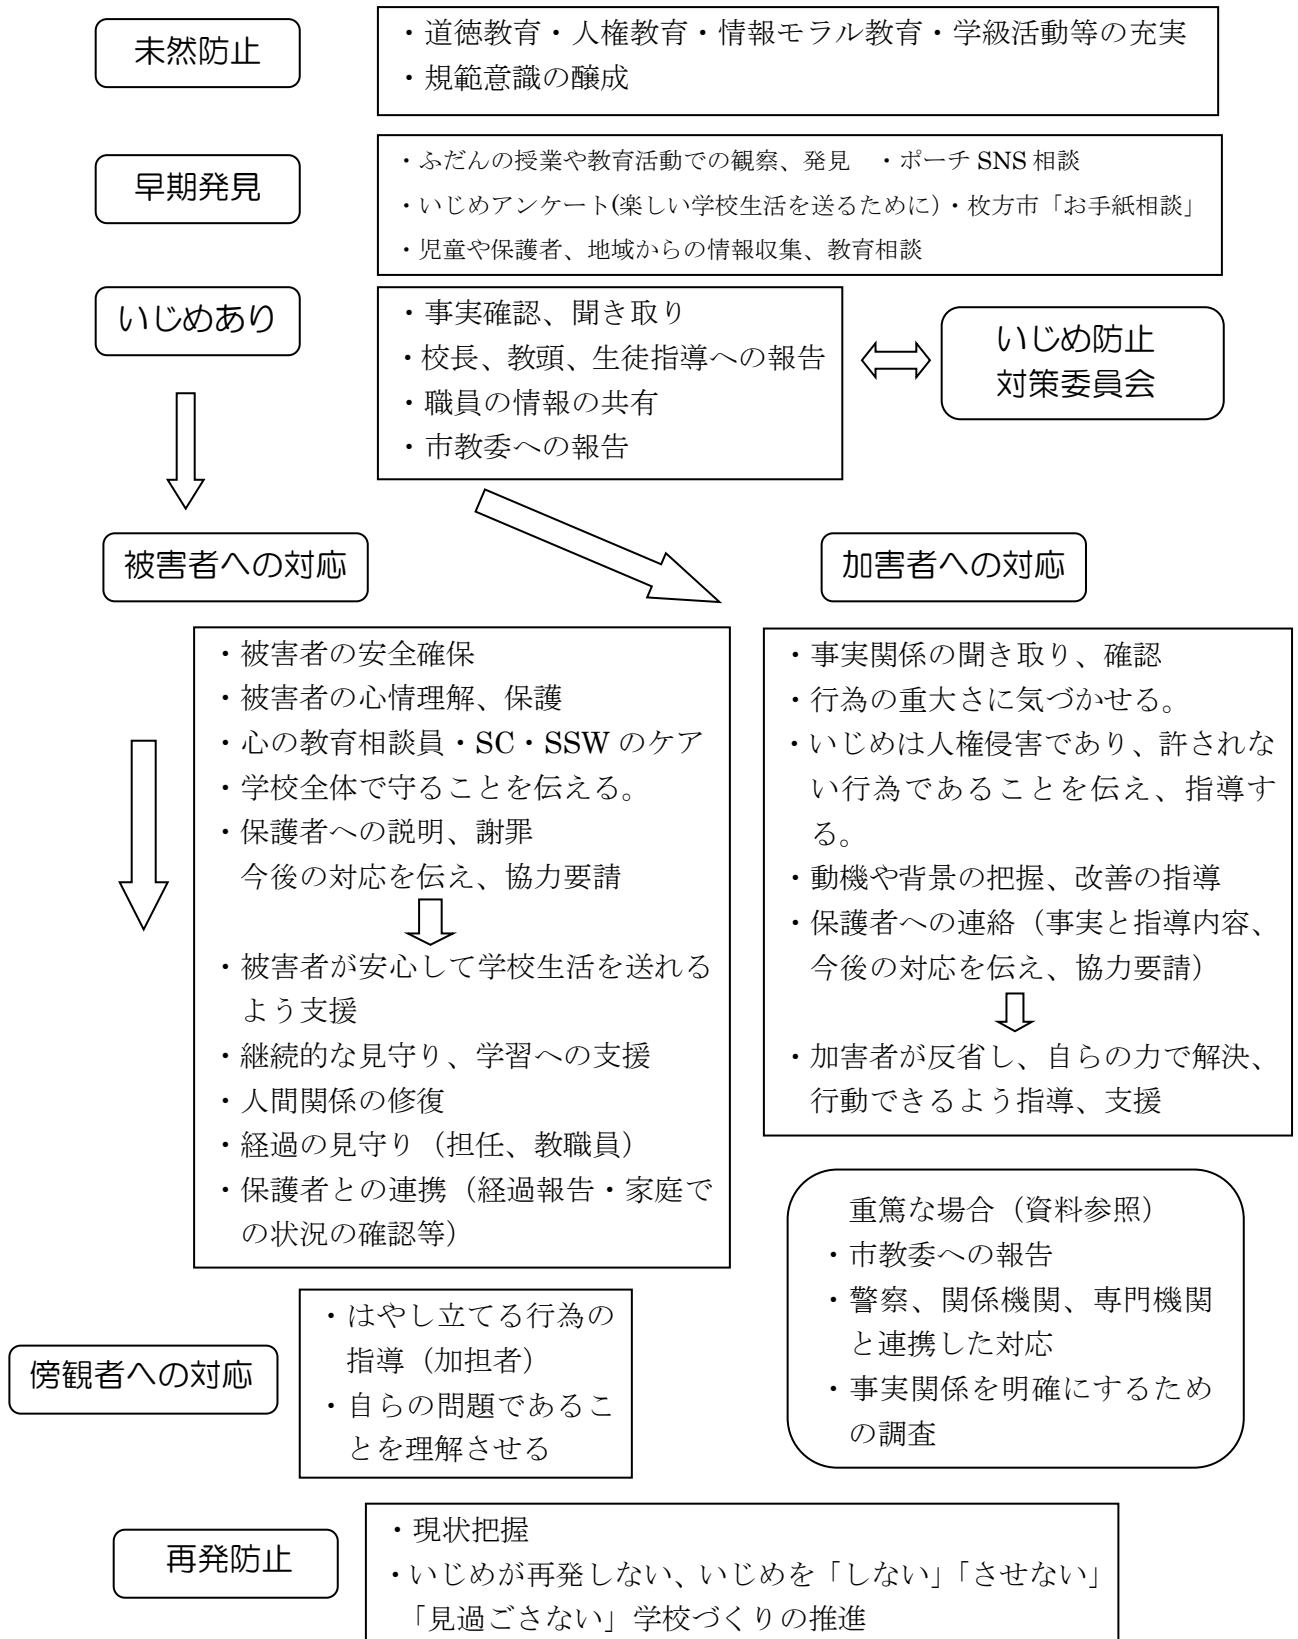 未然防止
・道徳教育・人権教育・情報モラル教育・学級活動等の充実
・規範意識の醸成
早期発見
・ふだんの授業や教育活動での観察、発見　・ポーチ SNS 相談
・いじめアンケート(楽しい学校生活を送るために）・枚方市「お手紙相談」
・児童や保護者、地域からの情報収集、教育相談
いじめあり
・事実確認、聞き取り
・校長、教頭、生徒指導への報告
・職員の情報の共有
・市教委への報告
いじめ防止
対策委員会
被害者への対応
・被害者の安全確保
・被害者の心情理解、保護
・心の教育相談員・SC・SSW のケア
・学校全体で守ることを伝える。
・保護者への説明、謝罪
今後の対応を伝え、協力要請
・被害者が安心して学校生活を送れる
よう支援
・継続的な見守り、学習への支援
・人間関係の修復
・経過の見守り（担任、教職員）
・保護者との連携（経過報告・家庭で
の状況の確認等）
加害者への対応
・事実関係の聞き取り、確認
・行為の重大さに気づかせる。
・いじめは人権侵害であり、許されな
い行為であることを伝え、指導す
る。
・動機や背景の把握、改善の指導
・保護者への連絡（事実と指導内容、
今後の対応を伝え、協力要請）
・加害者が反省し、自らの力で解決、
行動できるよう指導、支援
重篤な場合（資料参照）
・市教委への報告
・警察、関係機関、専門機関
と連携した対応
・事実関係を明確にするため
の調査
傍観者への対応
・はやし立てる行為の
指導（加担者）
・自らの問題であるこ
とを理解させる
再発防止
・現状把握
・いじめが再発しない、いじめを「しない」「させない」
「見過ごさない」学校づくりの推進